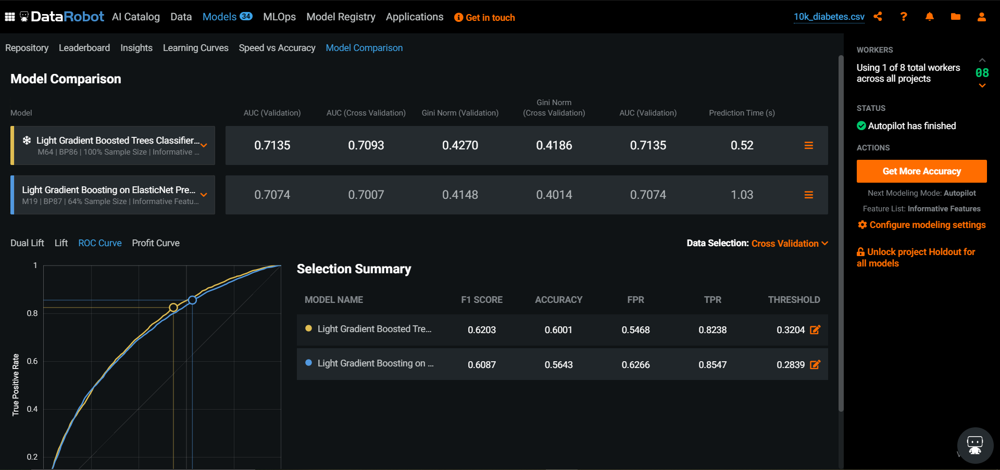 DataRobot AI Catalog Data Models 34 MLOps Model Registry Applications Get in touch 10k_diabetes.csv
Repository Leaderboard Insights Learning Curves Speed vs Accuracy Model Comparison
Model Comparison
Model AUC (Validation) AUC (Cross Validation) Gini Norm (Validation) Gini Norm (Cross Validation) AUC (Validation) Prediction Time (s)
Light Gradient Boosted Trees Classifier... 0.7135 0.7093 0.4270 0.4186 0.7135 0.52
M64 | BP86 | 100% Sample Size | Informative ...
Light Gradient Boosting on ElasticNet Pre... 0.7074 0.7007 0.4148 0.4014 0.7074 1.03
M19 | BP87 | 64% Sample Size | Informative Featu...
Dual Lift Lift ROC Curve Profit Curve Data Selection: Cross Validation
1
0.8
0.6
0.4
0.2
True Positive Rate
Selection Summary
MODEL NAME F1 SCORE ACCURACY FPR TPR THRESHOLD
Light Gradient Boosted Tre... 0.6203 0.6001 0.5468 0.8238 0.3204
Light Gradient Boosting on ... 0.6087 0.5643 0.6266 0.8547 0.2839
WORKERS
Using 1 of 8 total workers
across all projects
08
STATUS
Autopilot has finished
ACTIONS
Get More Accuracy
Next Modeling Mode: Autopilot
Feature List: Informative Features
Configure modeling settings
Unlock project Holdout for
all models